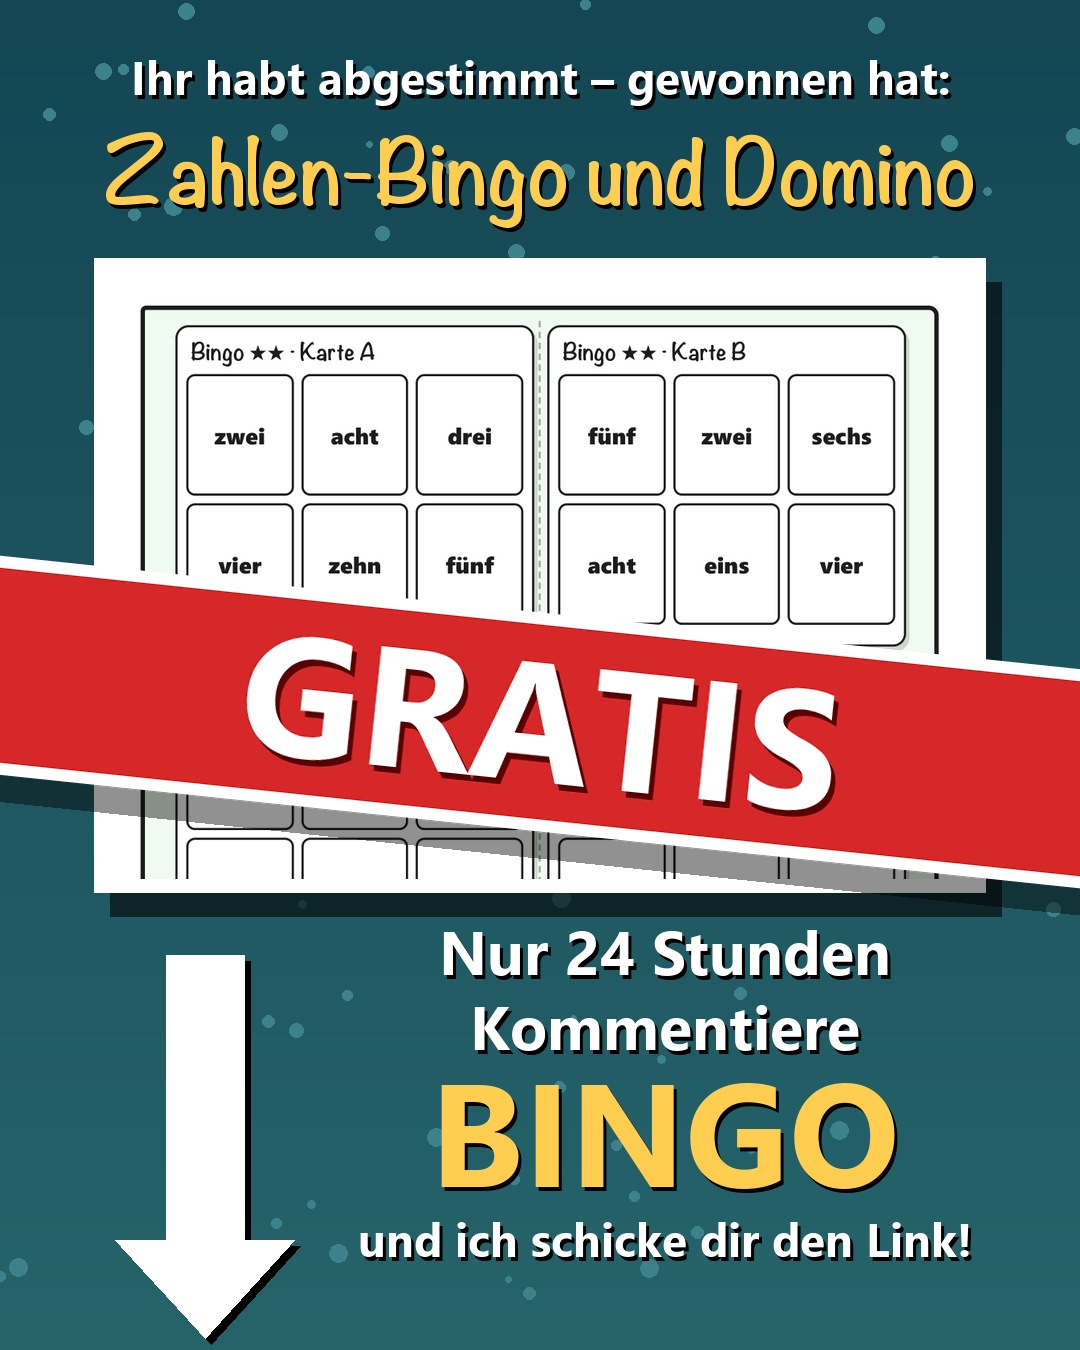 Ihr habt abgestimmt – gewonnen hat:
Zahlen-Bingo und Domino
Bingo ★★ · Karte A
zwei acht drei
vier zehn fünf
Bingo ★★ · Karte B
fünf zwei sechs
acht eins vier
GRATIS
Nur 24 Stunden
Kommentiere
BINGO
und ich schicke dir den Link!